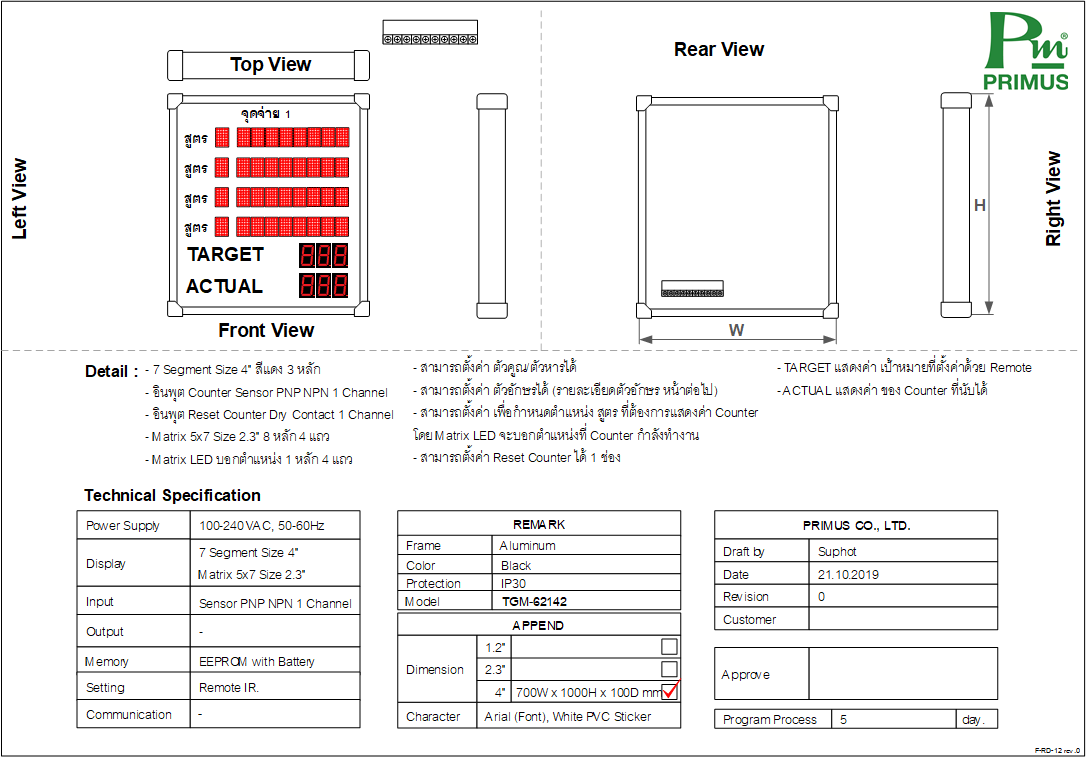 Top View
Rear View
Pm®
PRIMUS
Left View
จุดจ่าย 1
สูตร
สูตร
สูตร
สูตร
TARGET
ACTUAL
Front View
H
W
Right View
Detail :
- 7 Segment Size 4" สีแดง 3 หลัก
- อินพุต Counter Sensor PNP NPN 1 Channel
- อินพุต Reset Counter Dry Contact 1 Channel
- Matrix 5x7 Size 2.3" 8 หลัก 4 แถว
- Matrix LED บอกตำแหน่ง 1 หลัก 4 แถว
- สามารถตั้งค่า ตัวคูณ/ตัวหารได้
- สามารถตั้งค่า ตัวอักษรได้ (รายละเอียดตัวอักษร หน้าต่อไป)
- สามารถตั้งค่า เพื่อกำหนดตำแหน่ง สูตร ที่ต้องการแสดงค่า Counter
โดย Matrix LED จะบอกตำแหน่งที่ Counter กำลังทำงาน
- สามารถตั้งค่า Reset Counter ได้ 1 ช่อง
- TARGET แสดงค่า เป้าหมายที่ตั้งค่าด้วย Remote
- ACTUAL แสดงค่า ของ Counter ที่นับได้
Technical Specification
Power Supply 100-240VAC, 50-60Hz
Display 7 Segment Size 4"
Matrix 5x7 Size 2.3"
Input Sensor PNP NPN 1 Channel
Output -
Memory EEPROM with Battery
Setting Remote IR.
Communication -
REMARK
Frame Aluminum
Color Black
Protection IP30
Model TGM-62142
APPEND
Dimension
1.2"
2.3"
4" 700W x 1000H x 100D mm
Character Arial (Font), White PVC Sticker
PRIMUS CO., LTD.
Draft by Suphot
Date 21.10.2019
Revision 0
Customer
Approve
Program Process 5 day.
F-RD-12 rev.0